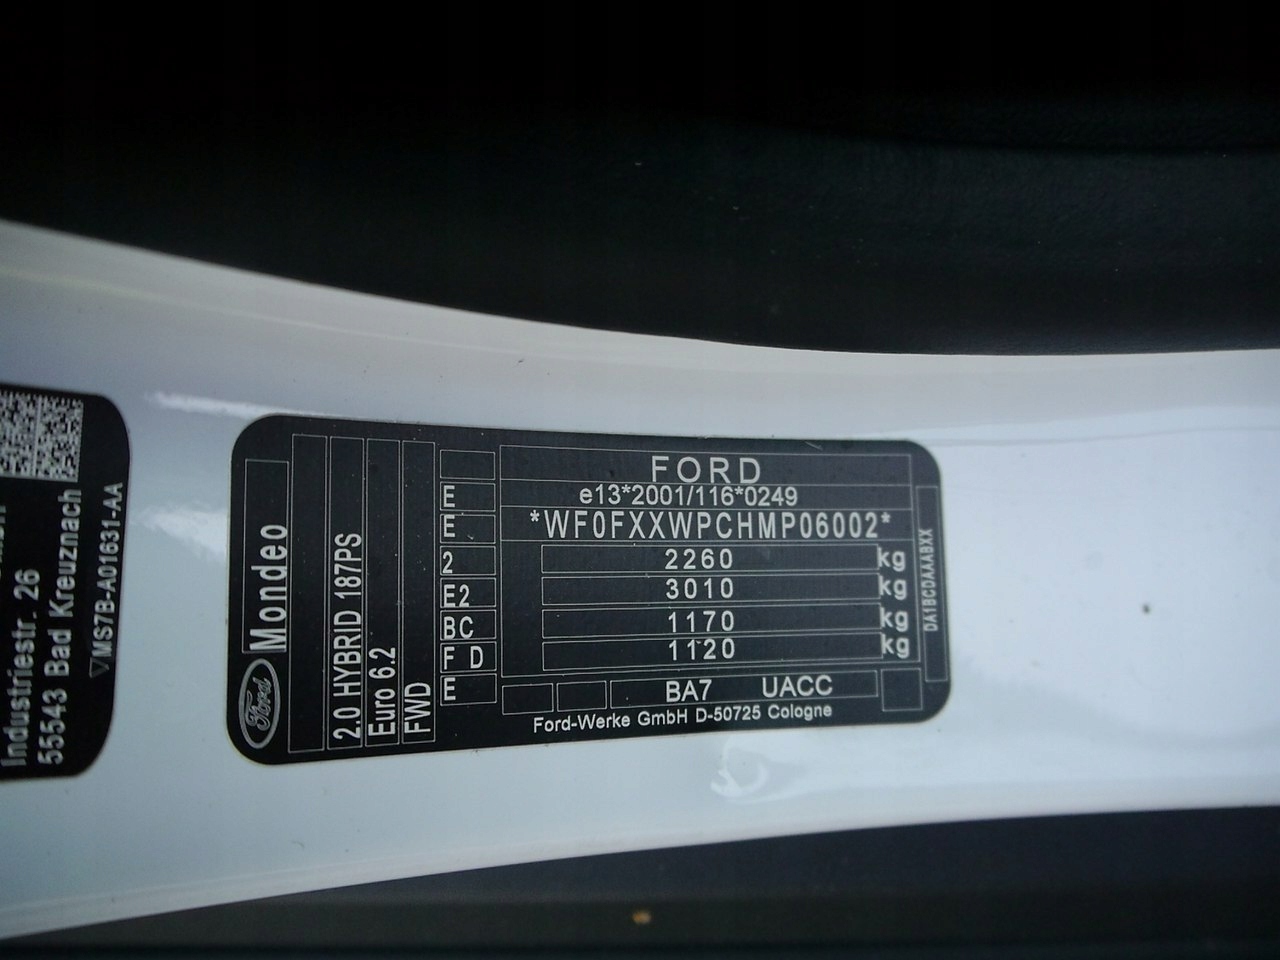 Industriestr. 26
55543 Bad Kreuznach
▽MS7B-A01631-AA
Ford
Mondeo
2.0 HYBRID 187PS
Euro 6.2
FWD
E
E
2
E2
BC
F D
E
FORD
e13*2001/116*0249
*WF0FXXWPCHMP06002*
2260 kg
3010 kg
1170 kg
1120 kg
BA7 UACC
Ford-Werke GmbH D-50725 Cologne
DA1BCDAAABXX